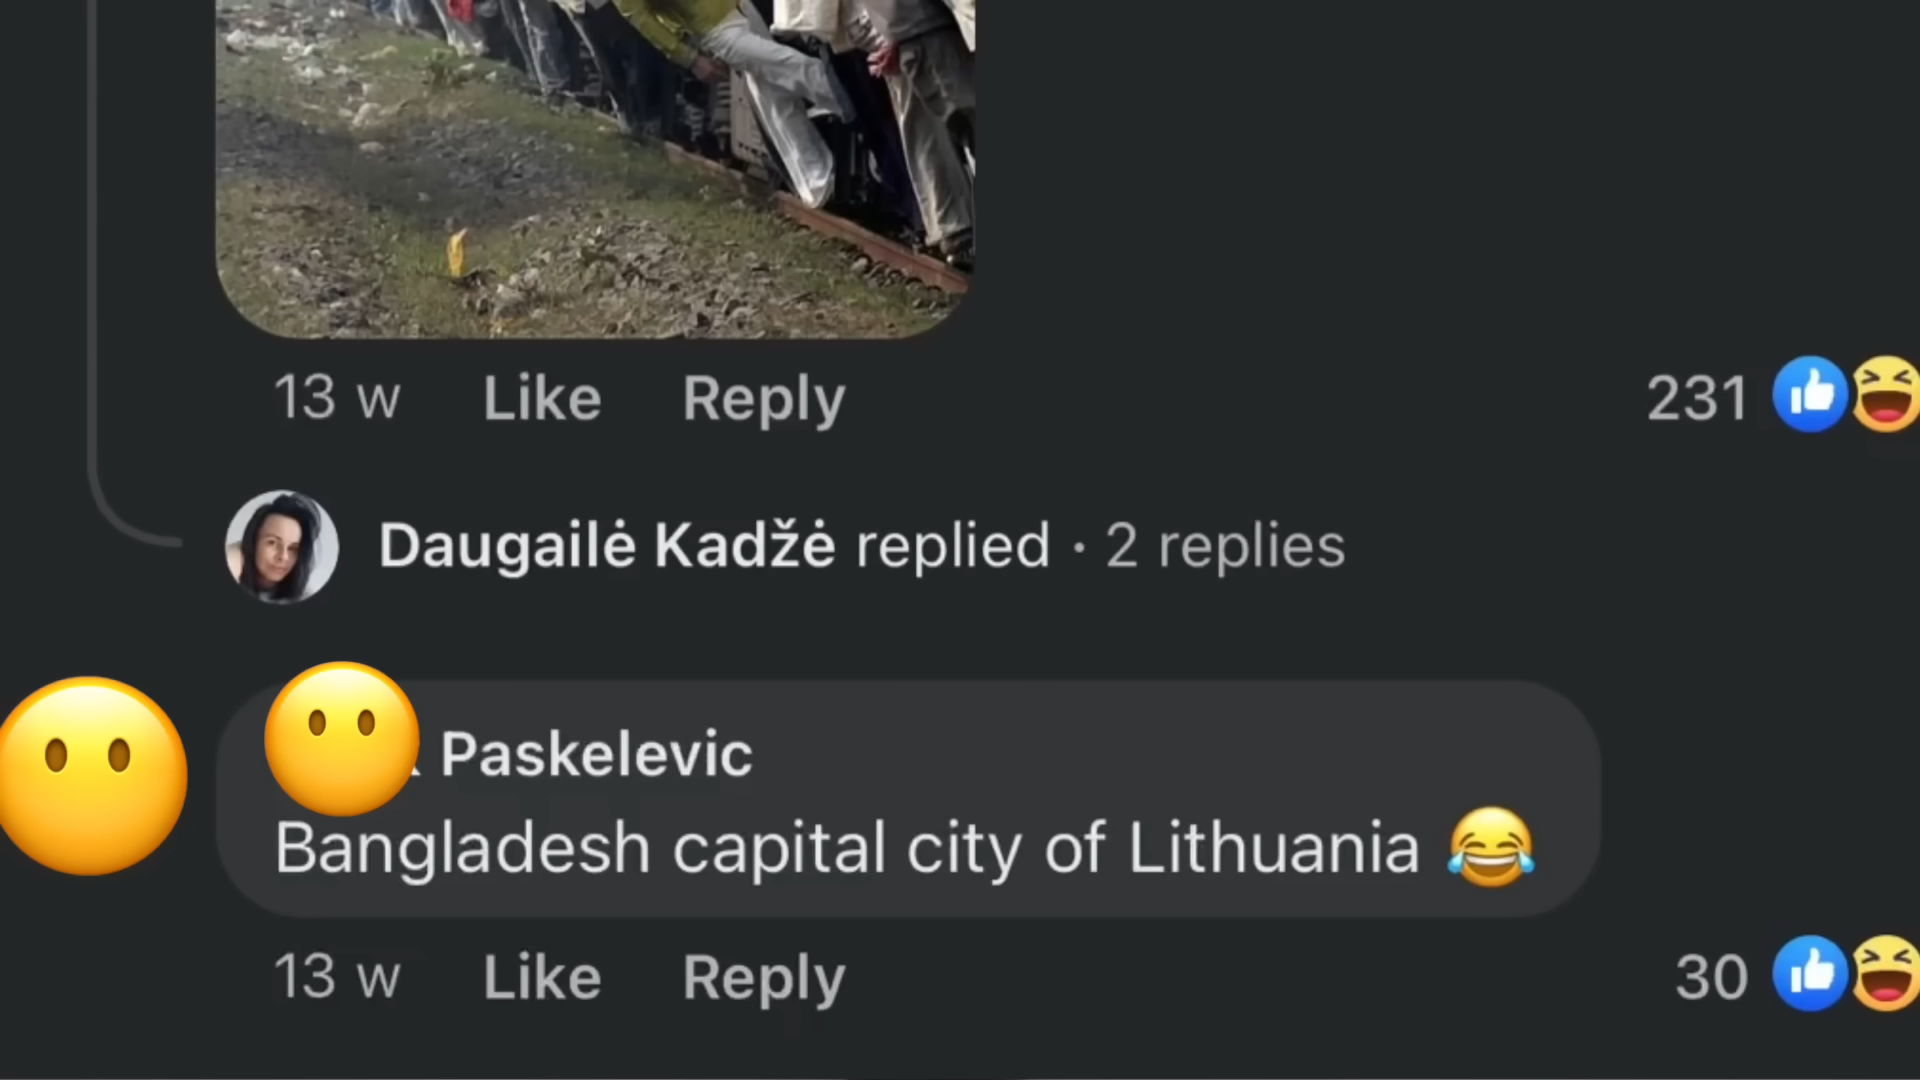 13 w Like Reply 231
Daugailė Kadžė replied · 2 replies
Paskelevic
Bangladesh capital city of Lithuania 😂
13 w Like Reply 30